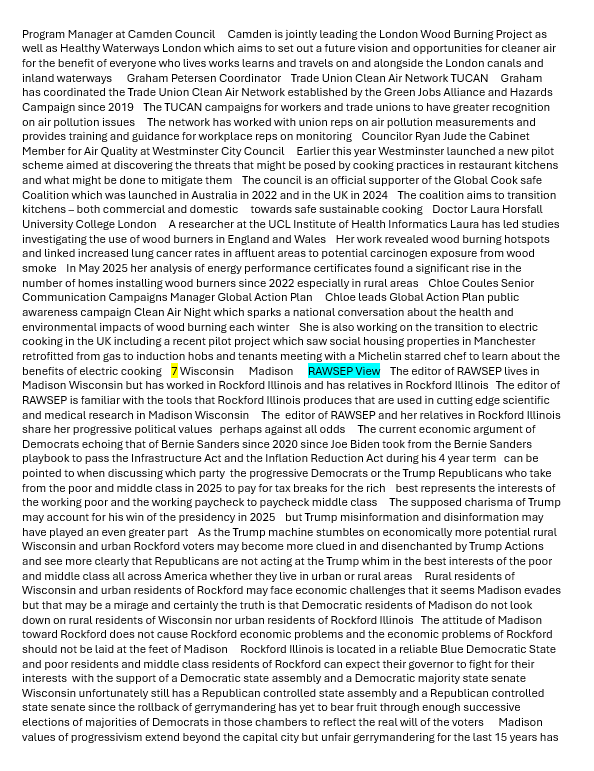 Program Manager at Camden Council Camden is jointly leading the London Wood Burning Project as
well as Healthy Waterways London which aims to set out a future vision and opportunities for cleaner air
for the benefit of everyone who lives works learns and travels on and alongside the London canals and
inland waterways Graham Petersen Coordinator Trade Union Clean Air Network TUCAN Graham
has coordinated the Trade Union Clean Air Network established by the Green Jobs Alliance and Hazards
Campaign since 2019 The TUCAN campaigns for workers and trade unions to have greater recognition
on air pollution issues The network has worked with union reps on air pollution measurements and
provides training and guidance for workplace reps on monitoring Councilor Ryan Jude the Cabinet
Member for Air Quality at Westminster City Council Earlier this year Westminster launched a new pilot
scheme aimed at discovering the threats that might be posed by cooking practices in restaurant kitchens
and what might be done to mitigate them The council is an official supporter of the Global Cook safe
Coalition which was launched in Australia in 2022 and in the UK in 2024 The coalition aims to transition
kitchens – both commercial and domestic towards safe sustainable cooking Doctor Laura Horsfall
University College London A researcher at the UCL Institute of Health Informatics Laura has led studies
investigating the use of wood burners in England and Wales Her work revealed wood burning hotspots
and linked increased lung cancer rates in affluent areas to potential carcinogen exposure from wood
smoke In May 2025 her analysis of energy performance certificates found a significant rise in the
number of homes installing wood burners since 2022 especially in rural areas Chloe Coules Senior
Communication Campaigns Manager Global Action Plan Chloe leads Global Action Plan public
awareness campaign Clean Air Night which sparks a national conversation about the health and
environmental impacts of wood burning each winter She is also working on the transition to electric
cooking in the UK including a recent pilot project which saw social housing properties in Manchester
retrofitted from gas to induction hobs and tenants meeting with a Michelin starred chef to learn about the
benefits of electric cooking 7 Wisconsin Madison RAWSEP View The editor of RAWSEP lives in
Madison Wisconsin but has worked in Rockford Illinois and has relatives in Rockford Illinois The editor of
RAWSEP is familiar with the tools that Rockford Illinois produces that are used in cutting edge scientific
and medical research in Madison Wisconsin The editor of RAWSEP and her relatives in Rockford Illinois
share her progressive political values perhaps against all odds The current economic argument of
Democrats echoing that of Bernie Sanders since 2020 since Joe Biden took from the Bernie Sanders
playbook to pass the Infrastructure Act and the Inflation Reduction Act during his 4 year term can be
pointed to when discussing which party the progressive Democrats or the Trump Republicans who take
from the poor and middle class in 2025 to pay for tax breaks for the rich best represents the interests of
the working poor and the working paycheck to paycheck middle class The supposed charisma of Trump
may account for his win of the presidency in 2025 but Trump misinformation and disinformation may
have played an even greater part As the Trump machine stumbles on economically more potential rural
Wisconsin and urban Rockford voters may become more clued in and disenchanted by Trump Actions
and see more clearly that Republicans are not acting at the Trump whim in the best interests of the poor
and middle class all across America whether they live in urban or rural areas Rural residents of
Wisconsin and urban residents of Rockford may face economic challenges that it seems Madison evades
but that may be a mirage and certainly the truth is that Democratic residents of Madison do not look
down on rural residents of Wisconsin nor urban residents of Rockford Illinois The attitude of Madison
toward Rockford does not cause Rockford economic problems and the economic problems of Rockford
should not be laid at the feet of Madison Rockford Illinois is located in a reliable Blue Democratic State
and poor residents and middle class residents of Rockford can expect their governor to fight for their
interests with the support of a Democratic state assembly and a Democratic majority state senate
Wisconsin unfortunately still has a Republican controlled state assembly and a Republican controlled
state senate since the rollback of gerrymandering has yet to bear fruit through enough successive
elections of majorities of Democrats in those chambers to reflect the real will of the voters Madison
values of progressivism extend beyond the capital city but unfair gerrymandering for the last 15 years has